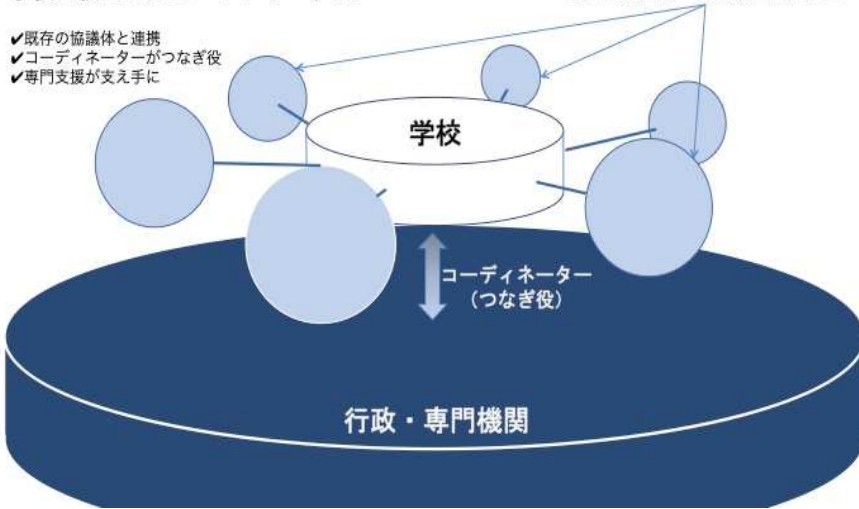 ✔既存の協議体と連携
✔コーディネーターがつなぎ役
✔専門支援が支え手に
学校
コーディネーター
（つなぎ役）
行政・専門機関